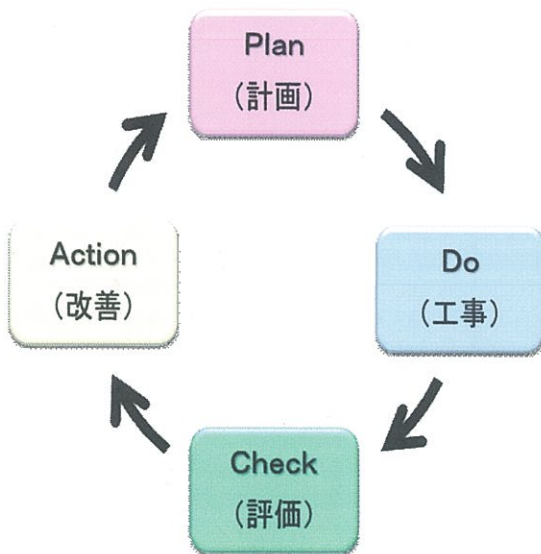 Plan
（計画）
Do
（工事）
Check
（評価）
Action
（改善）